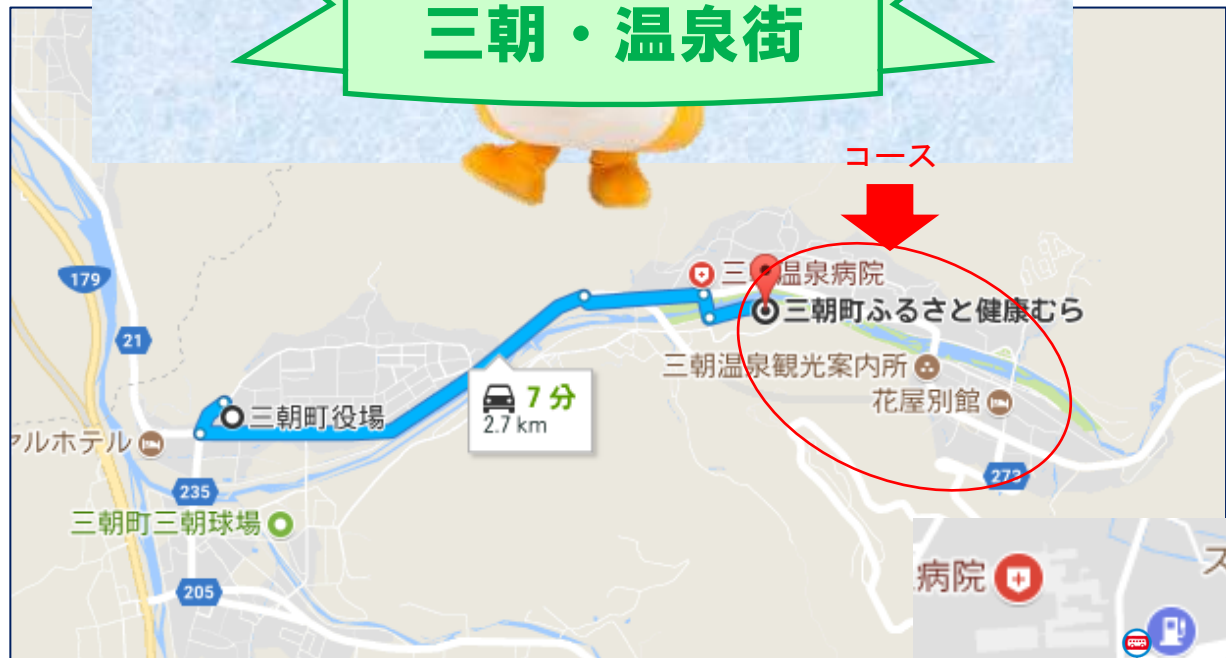 三朝・温泉街
コース
179
21
三 温泉病院
三朝町ふるさと健康むら
三朝温泉観光案内所
花屋別館
7 分
2.7 km
三朝町役場
ヤルホテル
235
273
三朝町三朝球場
205
病院
ス